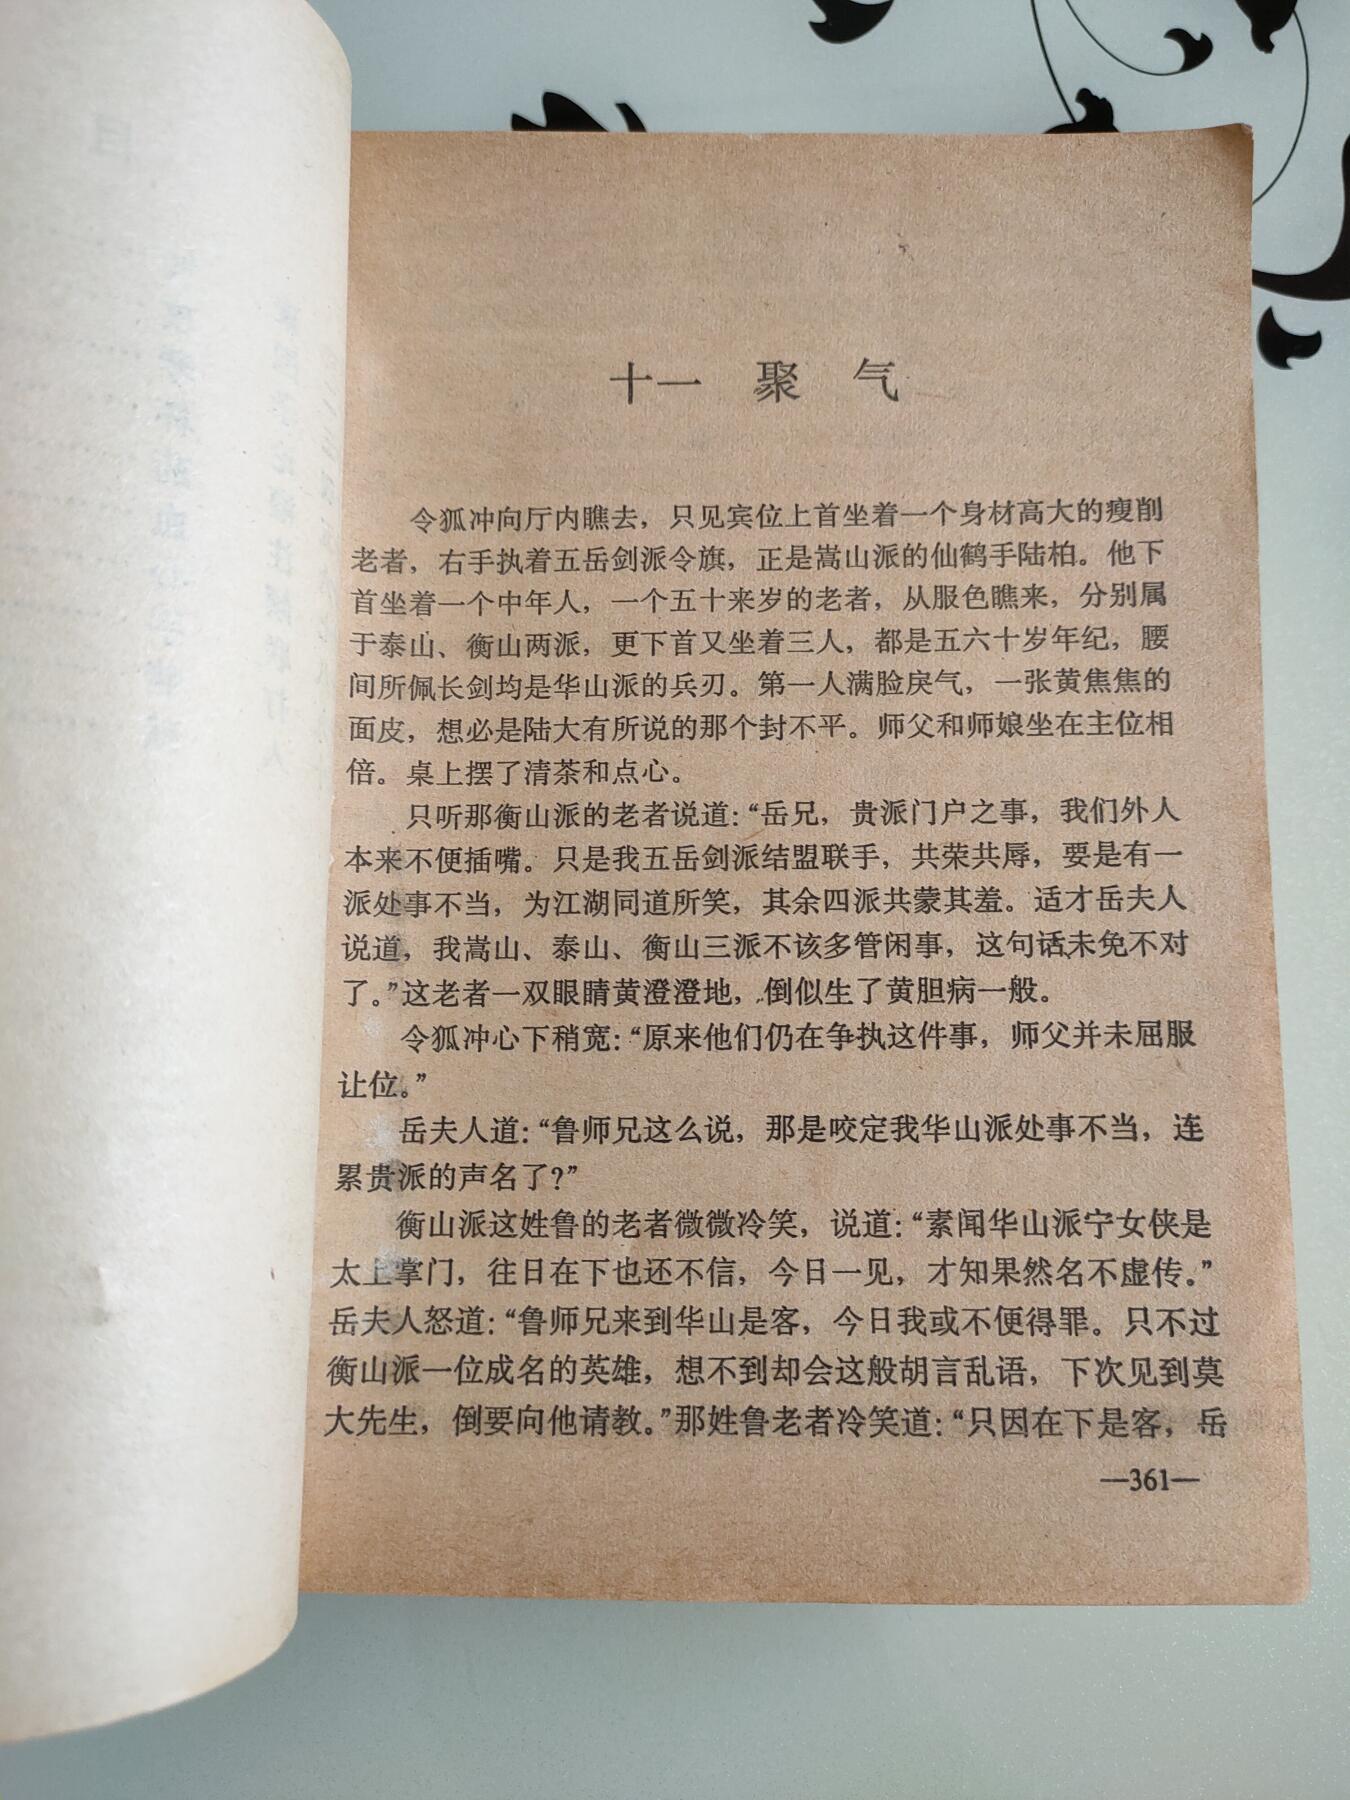 十一 聚 气
令狐冲向厅内瞧去，只见宾位上首坐着一个身材高大的瘦削
老者，右手执着五岳剑派令旗，正是嵩山派的仙鹤手陆柏。他下
首坐着一个中年人，一个五十来岁的老者，从服色瞧来，分别属
于泰山、衡山两派，更下首又坐着三人，都是五六十岁年纪，腰
间所佩长剑均是华山派的兵刃。第一人满脸戾气，一张黄焦焦的
面皮，想必是陆大有所说的那个封不平。师父和师娘坐在主位相
倍。桌上摆了清茶和点心。
只听那衡山派的老者说道：“岳兄，贵派门户之事，我们外人
本来不便插嘴。只是我五岳剑派结盟联手，共荣共辱，要是有一
派处事不当，为江湖同道所笑，其余四派共蒙其羞。适才岳夫人
说道，我嵩山、泰山、衡山三派不该多管闲事，这句话未免不对
了。”这老者一双眼睛黄澄澄地，倒似生了黄胆病一般。
令狐冲心下稍宽：“原来他们仍在争执这件事，师父并未屈服
让位。”
岳夫人道：“鲁师兄这么说，那是咬定我华山派处事不当，连
累贵派的声名了？”
衡山派这姓鲁的老者微微冷笑，说道：“素闻华山派宁女侠是
太上掌门，往日在下也还不信，今日一见，才知果然名不虚传。”
岳夫人怒道：“鲁师兄来到华山是客，今日我或不便得罪。只不过
衡山派一位成名的英雄，想不到却会这般胡言乱语，下次见到莫
大先生，倒要向他请教。”那姓鲁老者冷笑道：“只因在下是客，岳
—361—